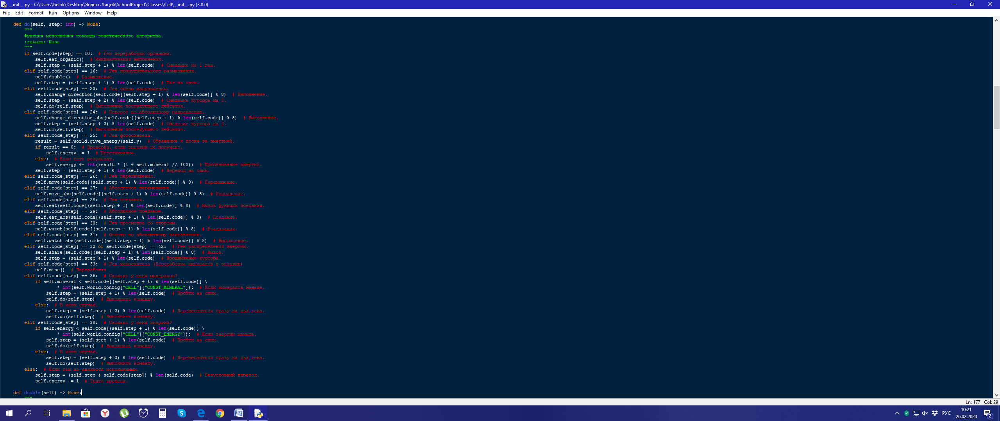 __init__.py - C:\Users\belok\Desktop\Яндекс.Лицей\SchoolProject\Classes\Cell\__init__.py (3.8.0)
File Edit Format Run Options Window Help
def do(self, step: int) -> None:
"""
Функция исполнения команды генетического алгоритма.
:return: None
"""
if self.code[step] == 10:  # Ген переработки органики.
self.eat_organic()  # Инициализация выполнения.
self.step = (self.step + 1) % len(self.code)  # Смещение на 1 ген.
elif self.code[step] == 16:  # Ген принудительного размножения.
self.double()  # Размножение.
self.step = (self.step + 1) % len(self.code)  # Шаг на один.
elif self.code[step] == 23:  # Ген смены направления.
self.change_direction(self.code[(self.step + 1) % len(self.code)] % 8)  # Выполнение.
self.step = (self.step + 2) % len(self.code)  # Смещение курсора на 2.
self.do(self.step)  # Выполнение последующего дейсвтия.
elif self.code[step] == 24:  # Поворот по абсолютному направлению.
self.change_direction_abs(self.code[(self.step + 1) % len(self.code)] % 8)  # Выполнение.
self.step = (self.step + 2) % len(self.code)  # Смещение курсора на 2.
self.do(self.step)  # Выполнение последующего дейсвтия.
elif self.code[step] == 25:  # Ген фотосинтеза.
result = self.world.give_energy(self.y)  # Обращение к доске за энергией.
if result == 0:  # Проверка, если энергии не получено.
self.energy -= 1  # Простаивание.
else:  # Если есть результат.
self.energy += int(result * (1 + self.mineral // 100))  # Присваивание энергии.
self.step = (self.step + 1) % len(self.code)  # Переход на один.
elif self.code[step] == 26:  # Ген передвижения.
self.move(self.code[(self.step + 1) % len(self.code)] % 8)  # Перемещение.
elif self.code[step] == 27:  # Абсолютное перемещение.
self.move_abs(self.code[(self.step + 1) % len(self.code)] % 8)  # Исполнение.
elif self.code[step] == 28:  # Ген поедания.
self.eat(self.code[(self.step + 1) % len(self.code)] % 8)  # Вызов функции поедания.
elif self.code[step] == 29:  # Абсолютное поедание.
self.eat_abs(self.code[(self.step + 1) % len(self.code)] % 8)  # Поедание.
elif self.code[step] == 30:  # Ген просмотра со стороны.
self.watch(self.code[(self.step + 1) % len(self.code)] % 8)  # Реализация.
elif self.code[step] == 31:  # Осмотр по абсолютному направлению.
self.watch_abs(self.code[(self.step + 1) % len(self.code)] % 8)  # Выполнение.
elif self.code[step] == 32 or self.code[step] == 42:  # Ген распределения энергии.
self.share(self.code[(self.step + 1) % len(self.code)] % 8)  # Вызов.
self.step = (self.step + 1) % len(self.code)  # Продвижение курсора.
elif self.code[step] == 33:  # Ген хемосинтеза (Переработка минералов в энергию)
self.mine()  # Переработка
elif self.code[step] == 36:  # Сколько у меня минералов?
if self.mineral < self.code[(self.step + 1) % len(self.code)] \
* int(self.world.config["CELL"]["CONST_MINERAL"]):  # Если минералов меньше.
self.step = (self.step + 1) % len(self.code)  # Пройти на один.
self.do(self.step)  # Выполнить команду.
else:  # В ином случае.
self.step = (self.step + 2) % len(self.code)  # Переместиться сразу на два гена.
self.do(self.step)  # Выполнить команду.
elif self.code[step] == 38:  # Сколько у меня энергии?
if self.energy < self.code[(self.step + 1) % len(self.code)] \
* int(self.world.config["CELL"]["CONST_ENERGY"]):  # Если энергии меньше.
self.step = (self.step + 1) % len(self.code)  # Пройти на один.
self.do(self.step)  # Выполнить команду.
else:  # В ином случае.
self.step = (self.step + 2) % len(self.code)  # Переместиться сразу на два гена.
self.do(self.step)  # Выполнить команду.
else:  # Если ген не является исполняемым.
self.step = (self.step + self.code[step]) % len(self.code)  # Безусловный переход.
self.energy -= 1  # Трата времени.
def double(self) -> None:
"""
Ln: 177 Col: 29
РУС
10:21
26.02.2020
2